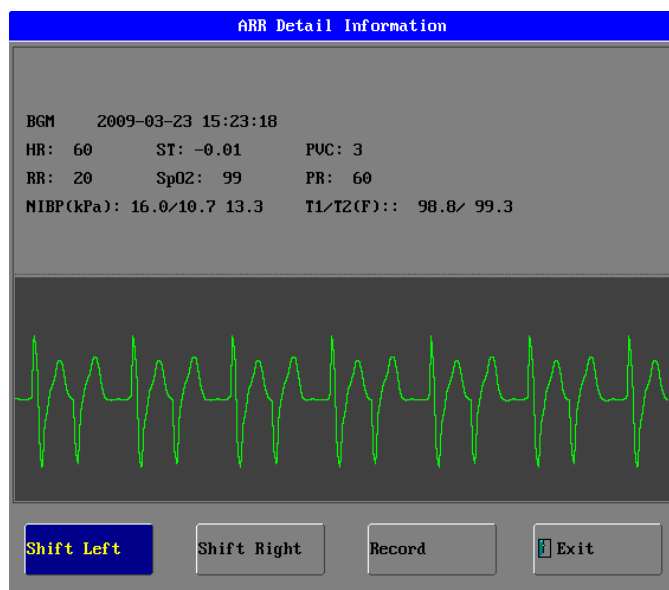 ARR Detail Information
BGM 2009-03-23 15:23:18
HR: 60 ST: -0.01 PVC: 3
RR: 20 SpO2: 99 PR: 60
NIBP(kPa): 16.0/10.7 13.3 T1/T2(F):: 98.8/ 99.3
Shift Left Shift Right Record Exit